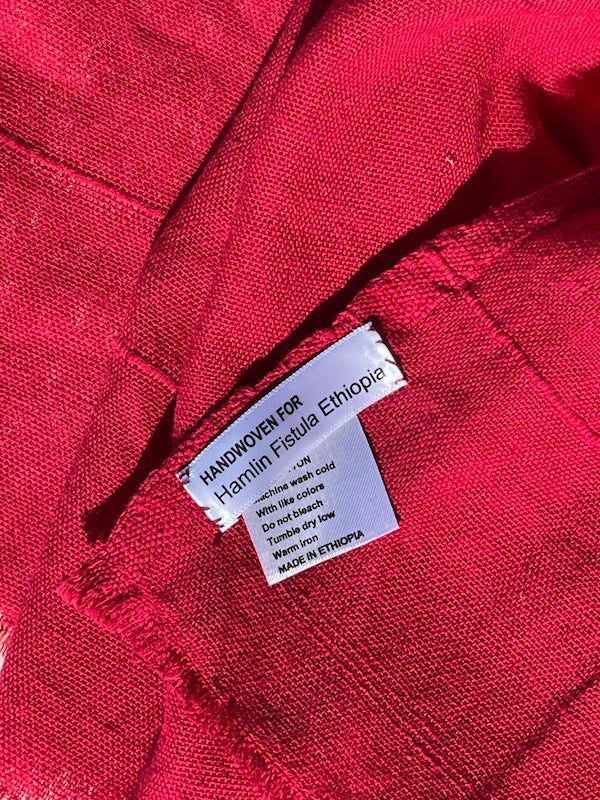 HANDWOVEN FOR
Hamlin Fistula Ethiopia
Machine wash cold
With like colors
Do not bleach
Tumble dry low
Warm iron
MADE IN ETHIOPIA